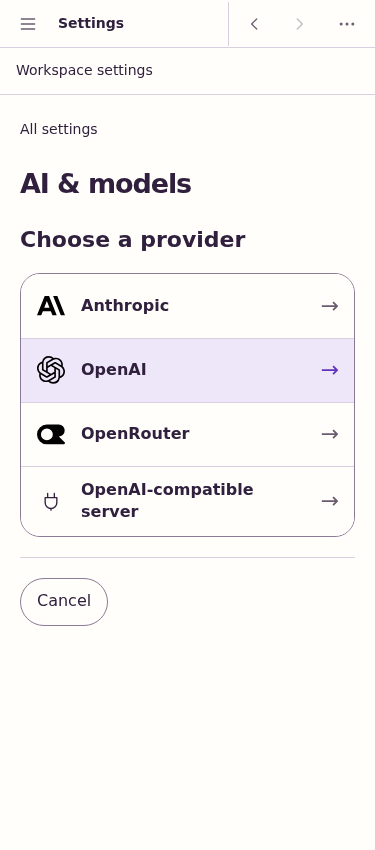 Settings
Workspace settings
All settings
AI & models
Choose a provider
Anthropic
OpenAI
OpenRouter
OpenAI-compatible
server
Cancel